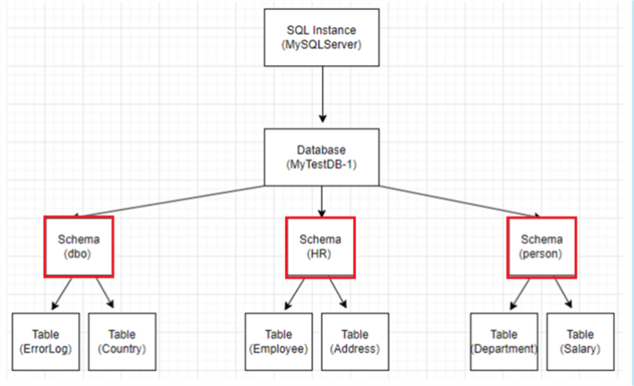 SQL Instance
(MySQLServer)
Database
(MyTestDB-1)
Schema
(dbo)
Schema
(HR)
Schema
(person)
Table
(ErrorLog)
Table
(Country)
Table
(Employee)
Table
(Address)
Table
(Department)
Table
(Salary)